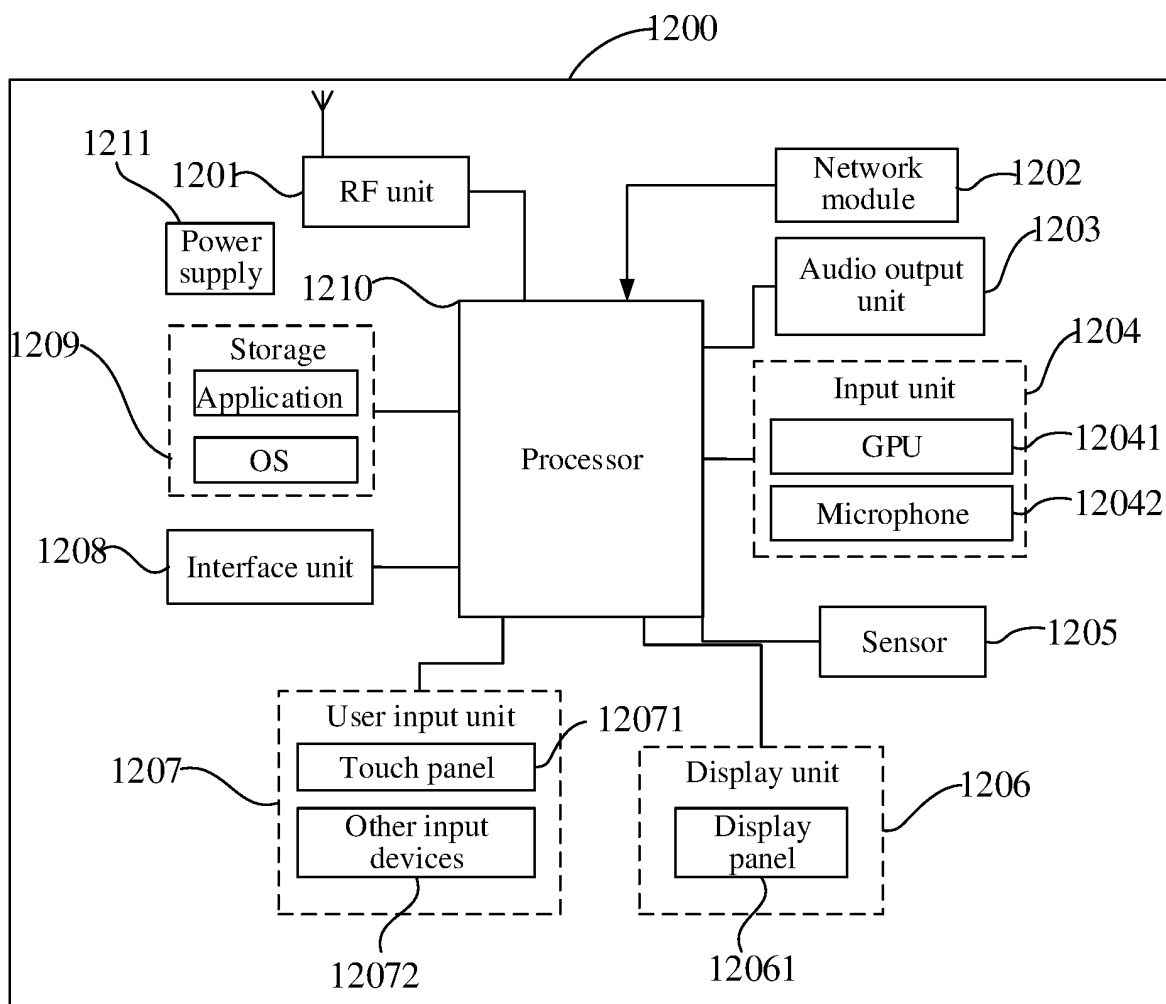 1200
1211
1201
RF unit
Network
module
1202
Power
supply
1203
Audio output
unit
1210
1209
Storage
Application
OS
1204
Input unit
GPU
12041
Microphone
12042
Processor
1208
Interface unit
Sensor
1205
User input unit
12071
1207
Touch panel
Other input
devices
12072
Display unit
1206
Display
panel
12061